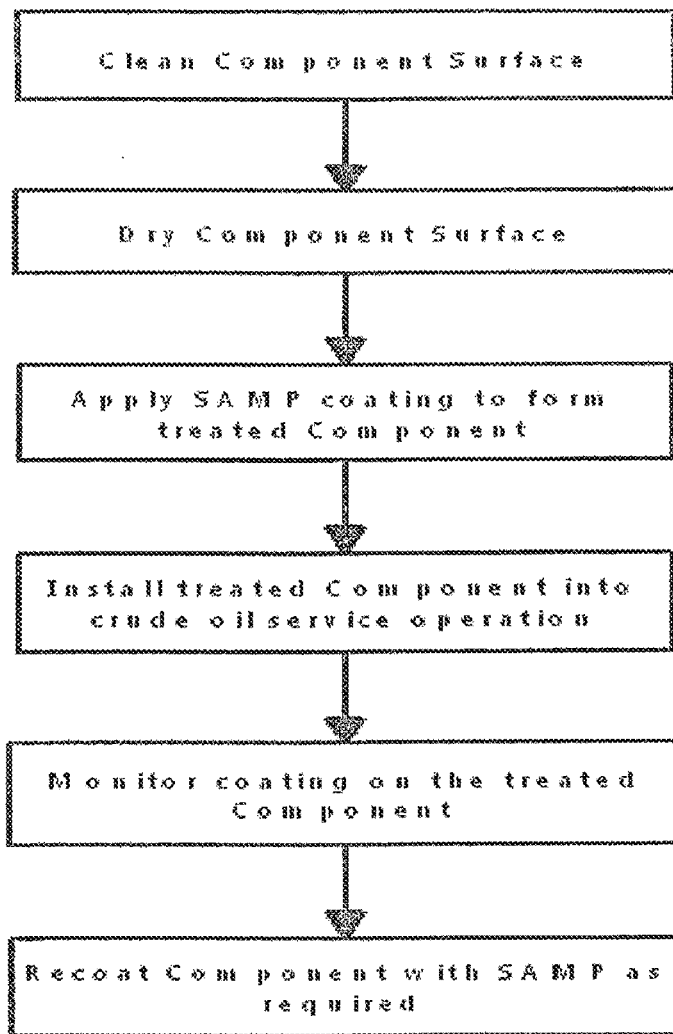 Clean Component Surface
Dry Component Surface
Apply SAMP coating to form
treated Component
Install treated Component into
crude oil service operation
Monitor coating on the treated
Component
Recoat Component with SAMP as
required